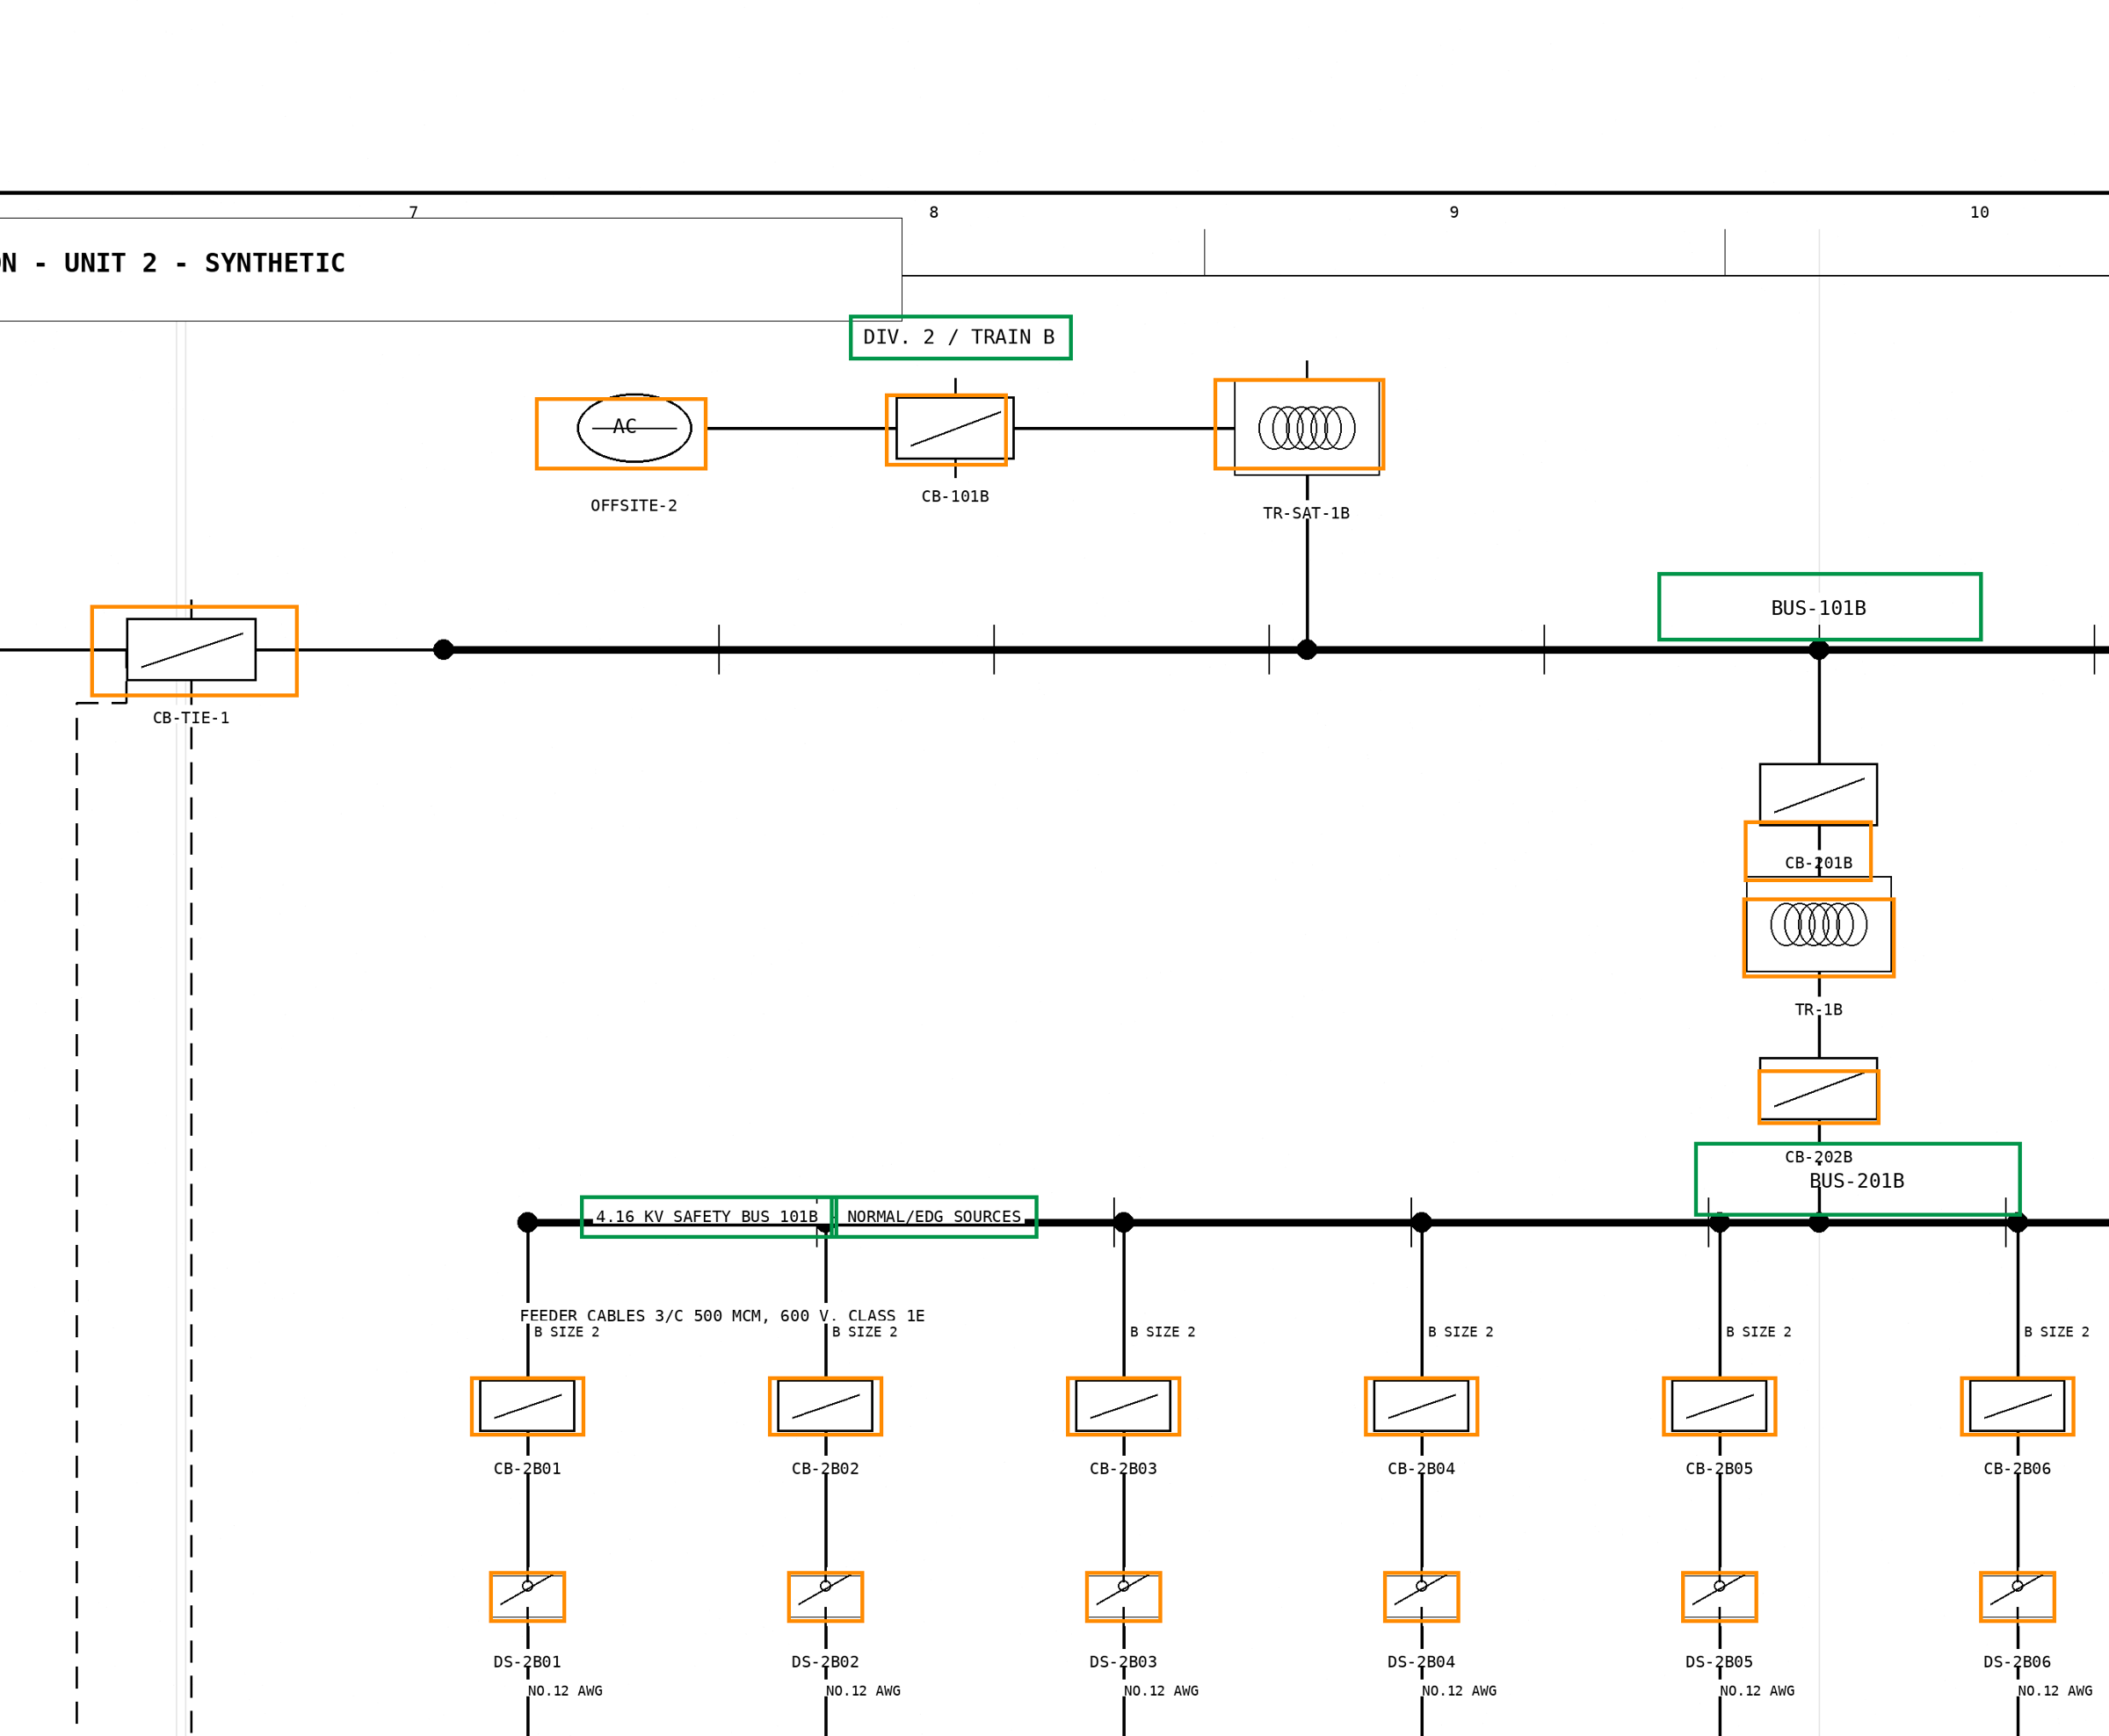 7 8 9 10
N - UNIT 2 - SYNTHETIC
DIV. 2 / TRAIN B
AC
OFFSITE-2
CB-101B
TR-SAT-1B
BUS-101B
CB-TIE-1
CB-201B
TR-1B
CB-202B
BUS-201B
4.16 KV SAFETY BUS 101B NORMAL/EDG SOURCES
FEEDER CABLES 3/C 500 MCM, 600 V. CLASS 1E
B SIZE 2 B SIZE 2 B SIZE 2 B SIZE 2 B SIZE 2 B SIZE 2
CB-2B01 CB-2B02 CB-2B03 CB-2B04 CB-2B05 CB-2B06
DS-2B01 DS-2B02 DS-2B03 DS-2B04 DS-2B05 DS-2B06
NO.12 AWG NO.12 AWG NO.12 AWG NO.12 AWG NO.12 AWG NO.12 AWG